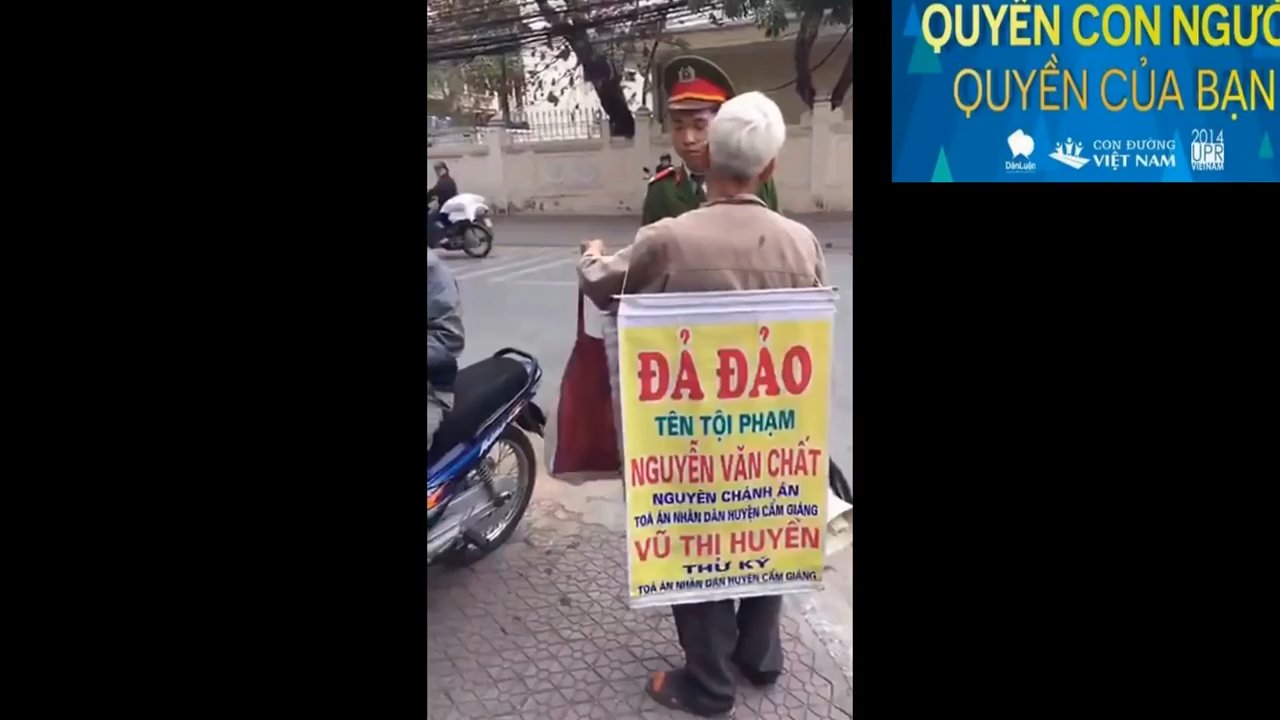 ĐẢ ĐẢO
TÊN TỘI PHẠM
NGUYỄN VĂN CHẤT
NGUYÊN CHÁNH ÁN
TOÀ ÁN NHÂN DÂN HUYỆN CẨM GIÀNG
VŨ THỊ HUYỀN
THƯ KÝ
TOÀ ÁN NHÂN DÂN HUYỆN CẨM GIÀNG
QUYỀN CON NGƯỜ
QUYỀN CỦA BẠN
DânLuận
CON ĐƯỜNG
VIỆT NAM
2014
UPR
VIETNAM